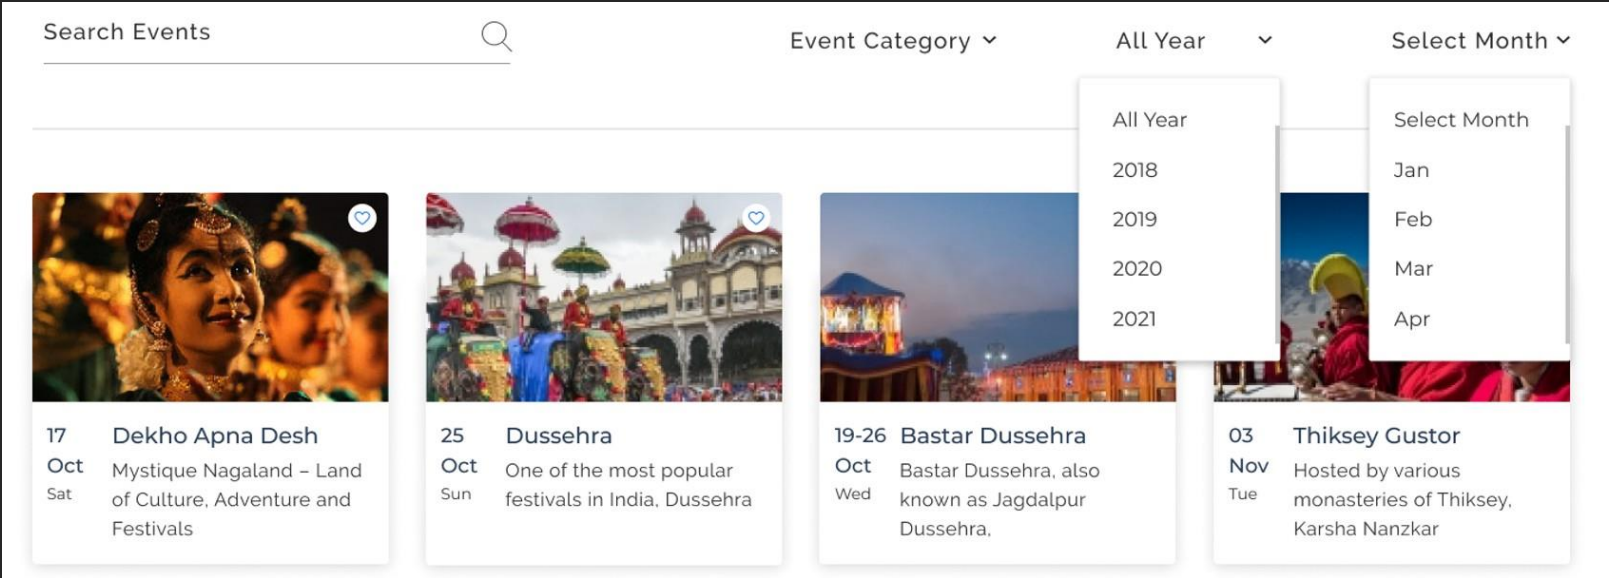 Search Events
Event Category
All Year
Select Month
All Year
2018
2019
2020
2021
Select Month
Jan
Feb
Mar
Apr
17
Oct
Sat
Dekho Apna Desh
Mystique Nagaland – Land
of Culture, Adventure and
Festivals
25
Oct
Sun
Dussehra
One of the most popular
festivals in India, Dussehra
19-26
Oct
Wed
Bastar Dussehra
Bastar Dussehra, also
known as Jagdalpur
Dussehra,
03
Nov
Tue
Thiksey Gustor
Hosted by various
monasteries of Thiksey,
Karsha Nanzkar